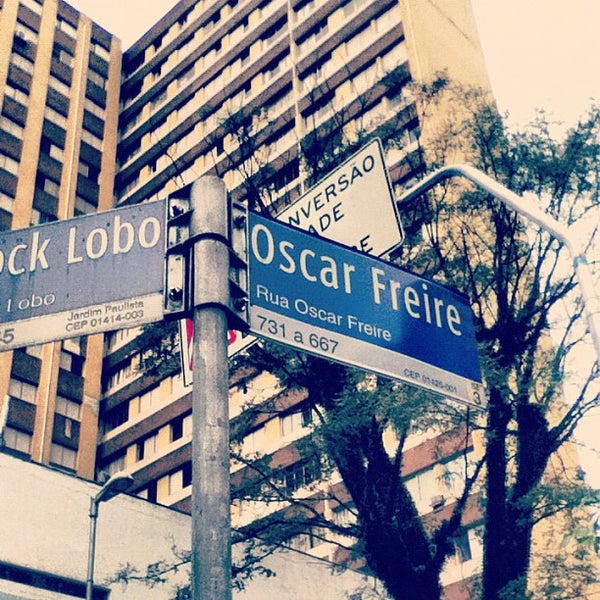 ock Lobo
Lobo
Jardim Paulista
CEP 01414-003
Oscar Freire
Rua Oscar Freire
731 a 667
CEP 01426-001
3
NVERSÃO
ADE